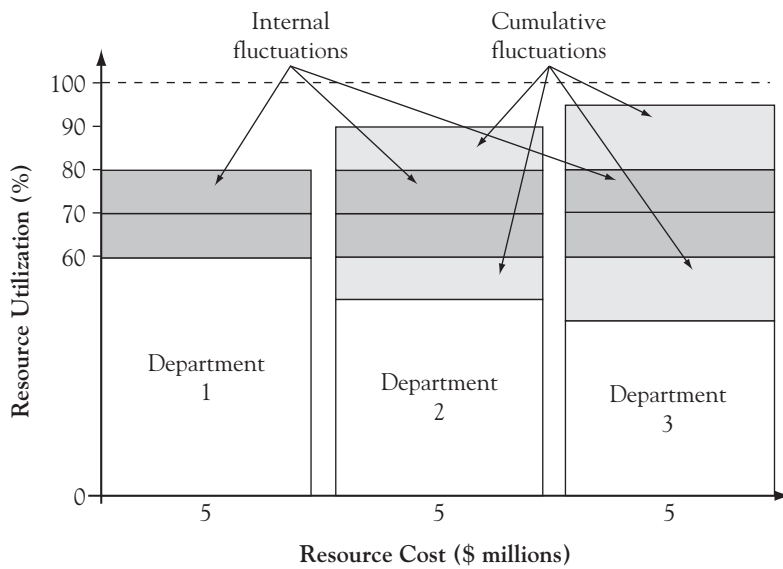 Internal
fluctuations
Cumulative
fluctuations
100
90
80
70
60
0
Resource Utilization (%)
Department
1
Department
2
Department
3
5
5
5
Resource Cost ($ millions)